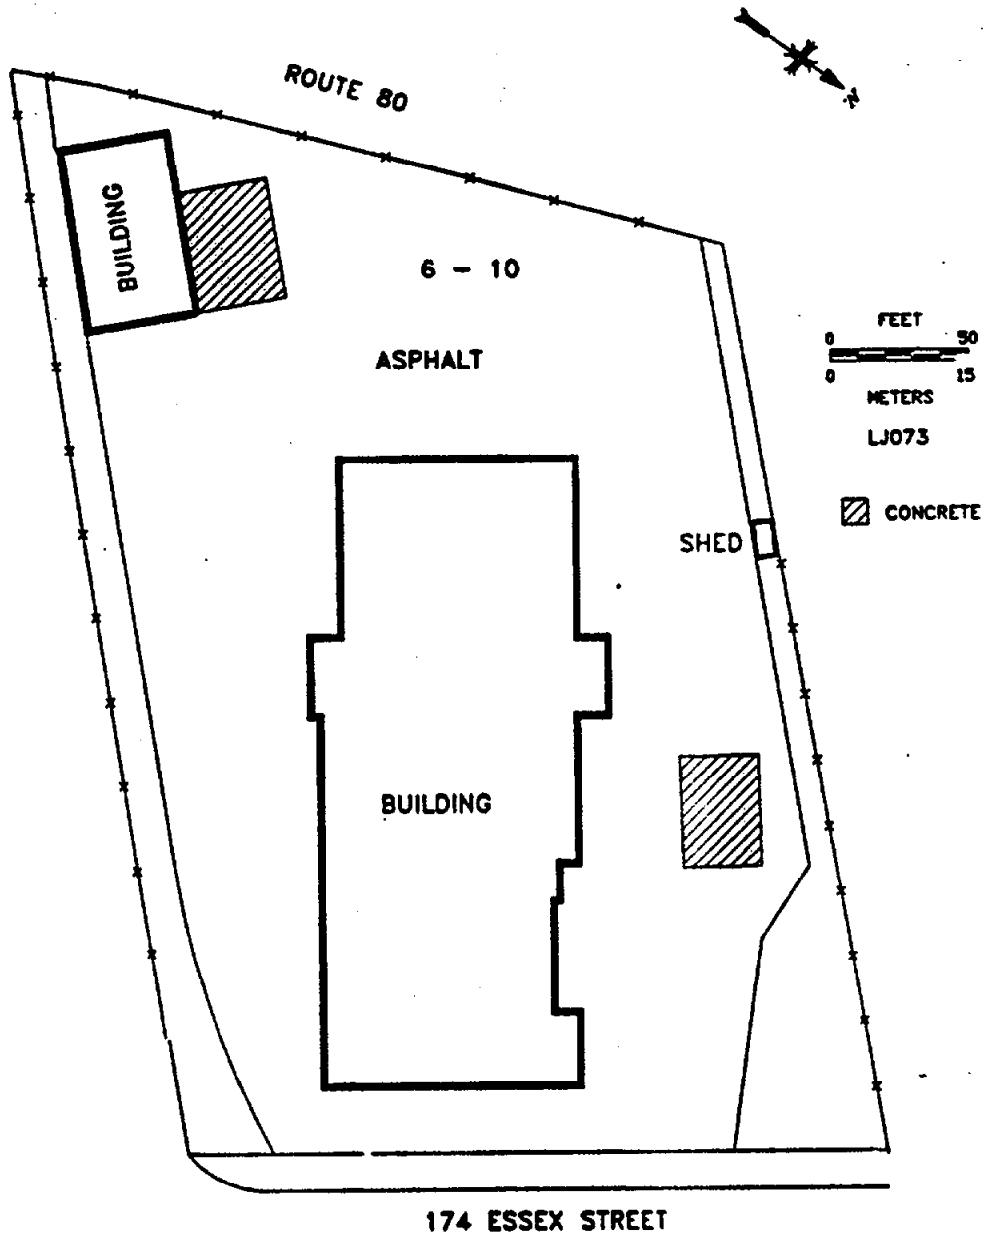 N
ROUTE 80
BUILDING
6 - 10
ASPHALT
FEET
0 50
0 15
METERS
LJ073
CONCRETE
SHED
BUILDING
174 ESSEX STREET